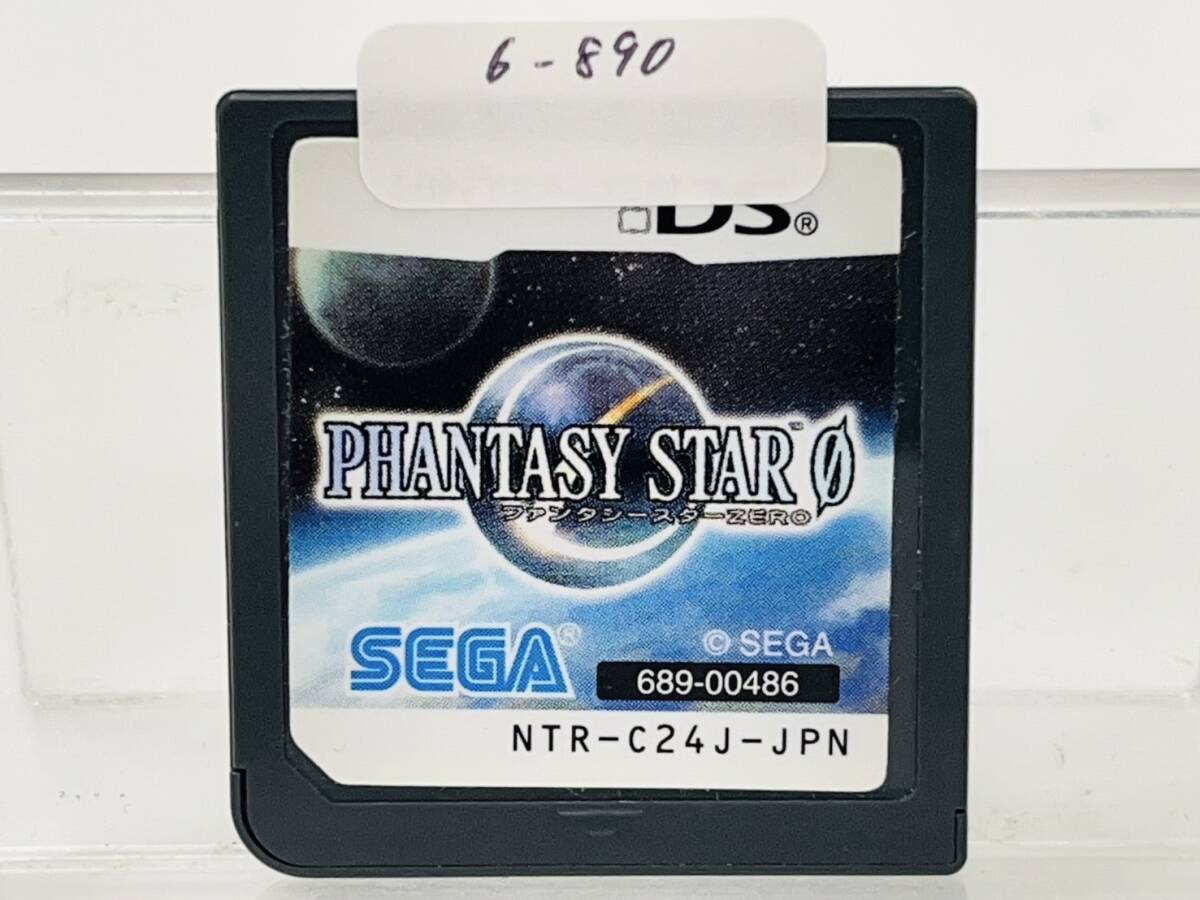 6-890
DS®
PHANTASY STAR™ 0
ファンタシースターZERO
SEGA®
© SEGA
689-00486
NTR-C24J-JPN